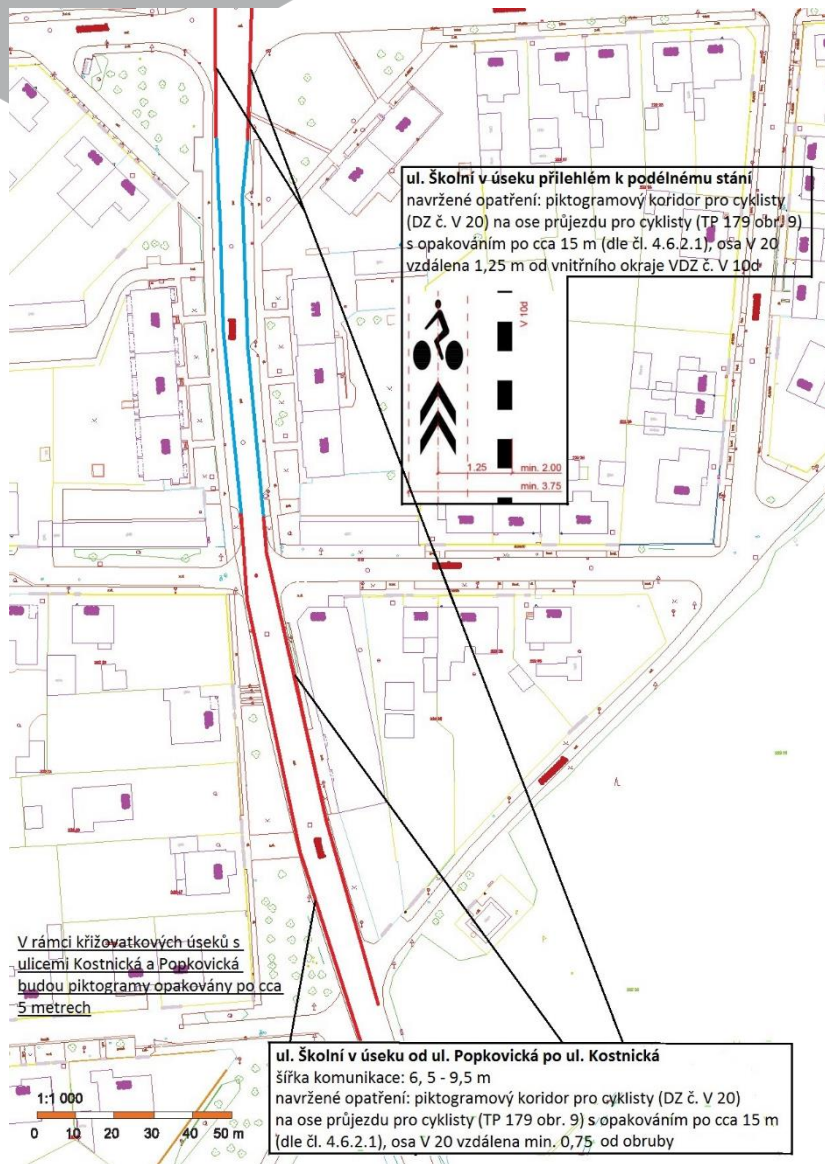 ul. Školní v úseku přilehlém k podélnému stání
navržené opatření: piktogramový koridor pro cyklisty
(DZ č. V 20) na ose průjezdu pro cyklisty (TP 179 obr. 9)
s opakováním po cca 15 m (dle čl. 4.6.2.1), osa V 20
vzdálena 1,25 m od vnitřního okraje VDZ č. V 10d
V 10d
1.25 min. 2.00
min. 3.75
V rámci křižovatkových úseků s
ulicemi Kostnická a Popkovická
budou piktogramy opakovány po cca
5 metrech
ul. Školní v úseku od ul. Popkovická po ul. Kostnická
šířka komunikace: 6, 5 - 9,5 m
navržené opatření: piktogramový koridor pro cyklisty (DZ č. V 20)
na ose průjezdu pro cyklisty (TP 179 obr. 9) s opakováním po cca 15 m
(dle čl. 4.6.2.1), osa V 20 vzdálena min. 0,75 od obruby
1:1 000
0 10 20 30 40 50 m